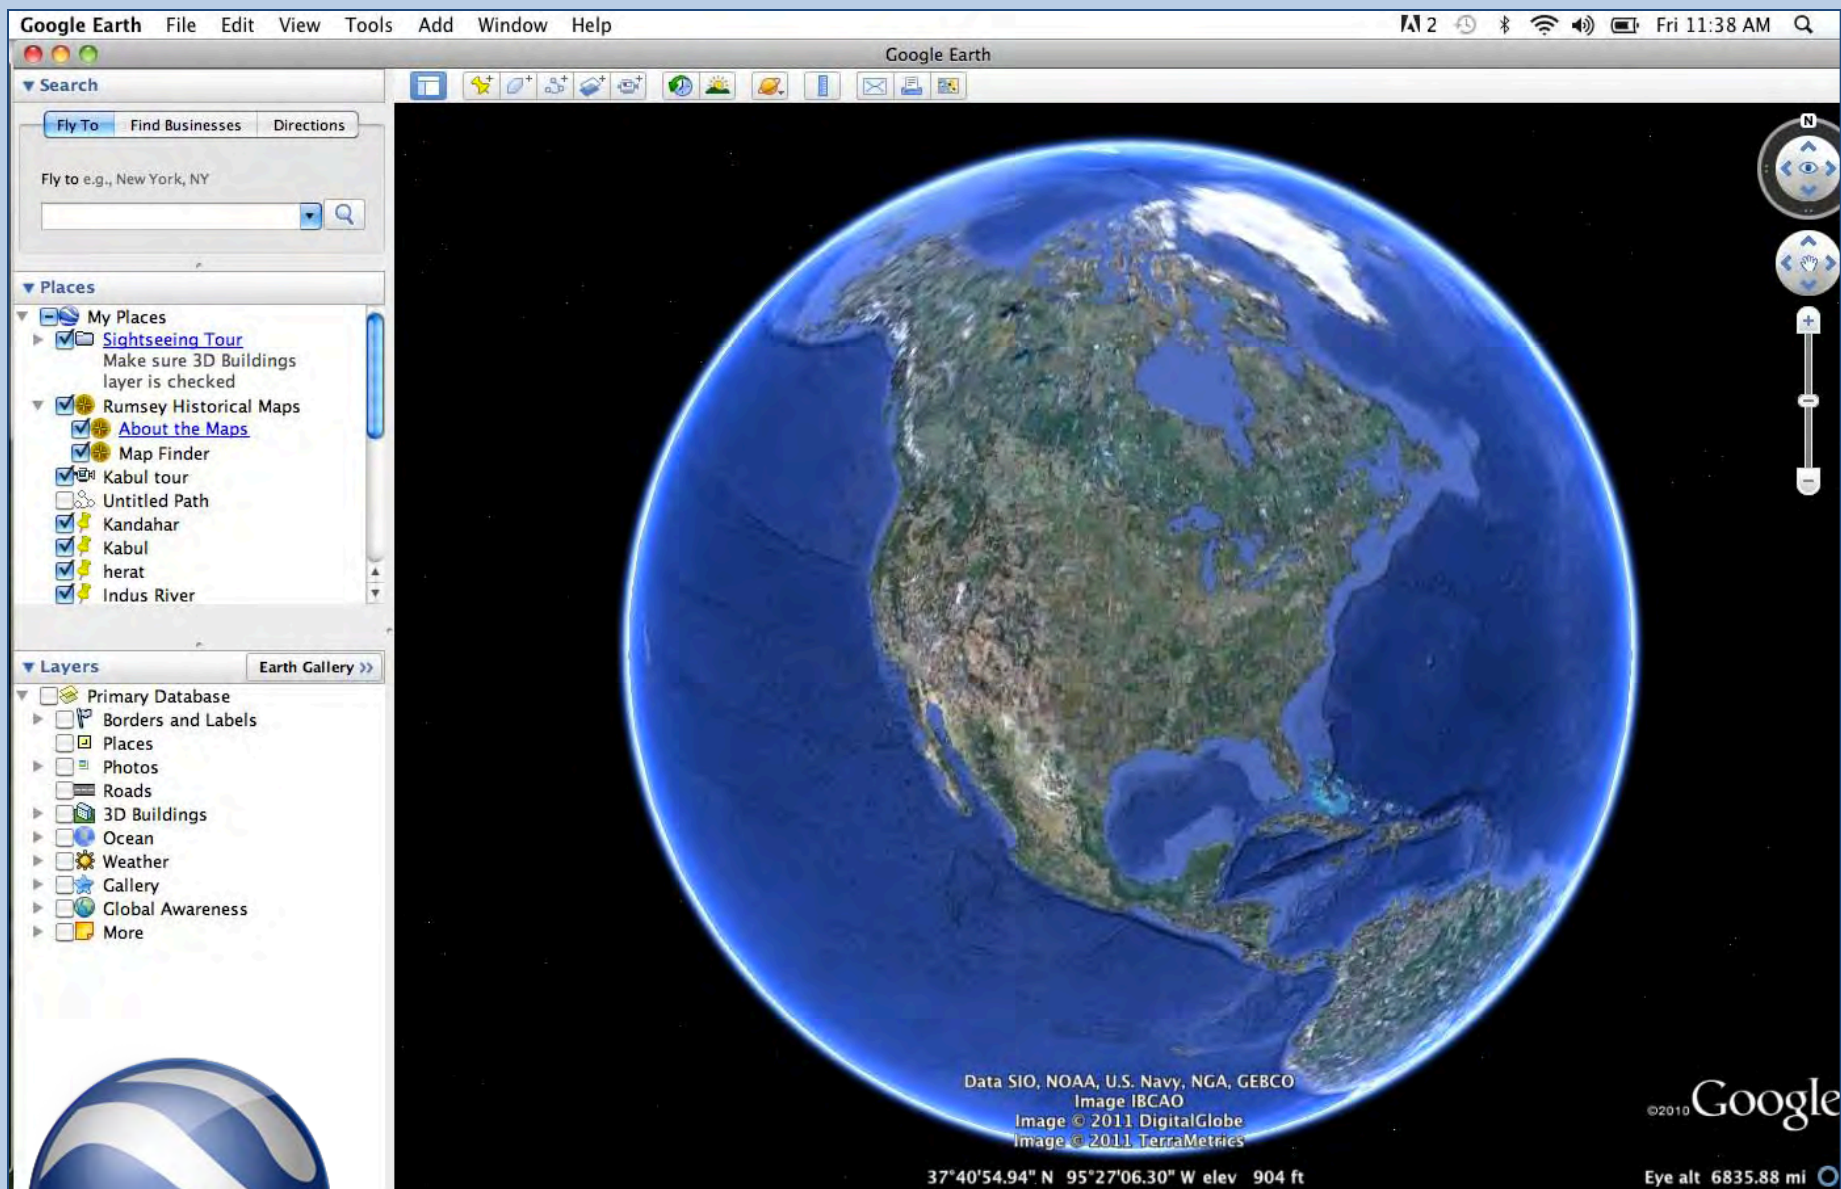 Google Earth File Edit View Tools Add Window Help 2 Fri 11:38 AM
Google Earth
Search
Fly To Find Businesses Directions
Fly to e.g., New York, NY
Places
My Places
Sightseeing Tour
Make sure 3D Buildings
layer is checked
Rumsey Historical Maps
About the Maps
Map Finder
Kabul tour
Untitled Path
Kandahar
Kabul
herat
Indus River
Layers Earth Gallery >>
Primary Database
Borders and Labels
Places
Photos
Roads
3D Buildings
Ocean
Weather
Gallery
Global Awareness
More
N
Data SIO, NOAA, U.S. Navy, NGA, GEBCO
Image IBCAO
Image © 2011 DigitalGlobe
Image © 2011 TerraMetrics
©2010 Google
37°40'54.94" N 95°27'06.30" W elev 904 ft
Eye alt 6835.88 mi